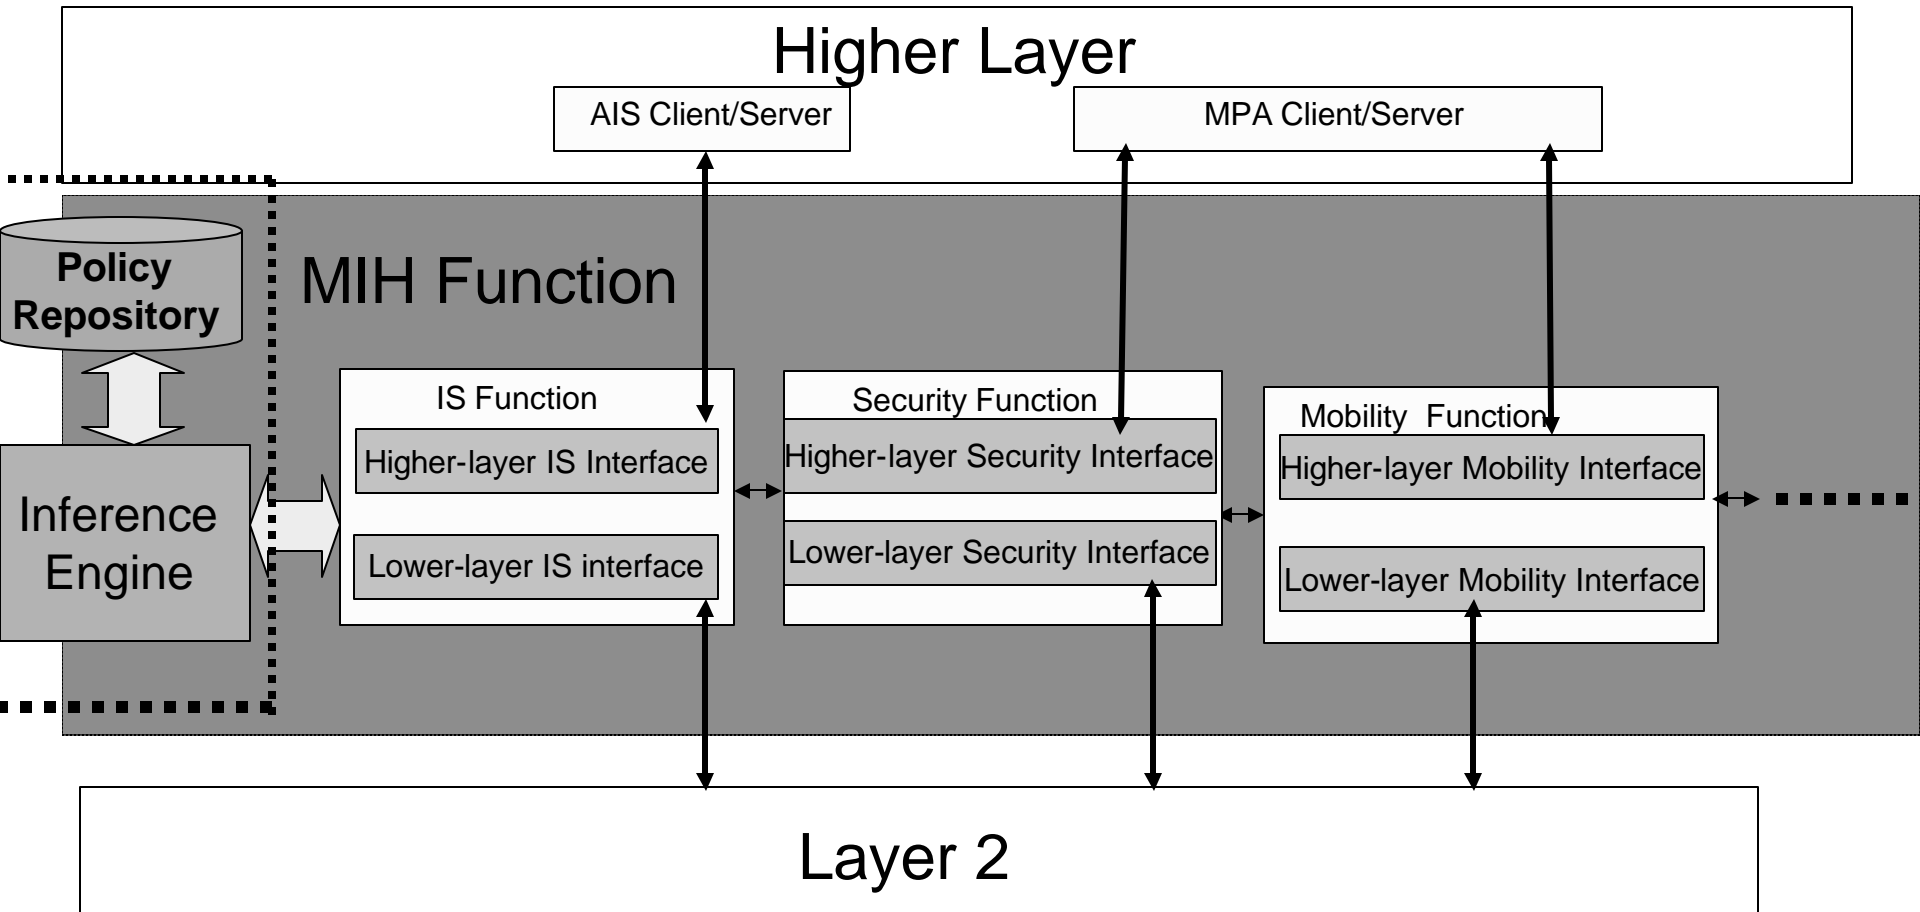 Higher Layer
AIS Client/Server
MPA Client/Server
Policy
Repository
MIH Function
IS Function
Higher-layer IS Interface
Lower-layer IS interface
Security Function
Higher-layer Security Interface
Lower-layer Security Interface
Mobility Function
Higher-layer Mobility Interface
Lower-layer Mobility Interface
Inference
Engine
Layer 2